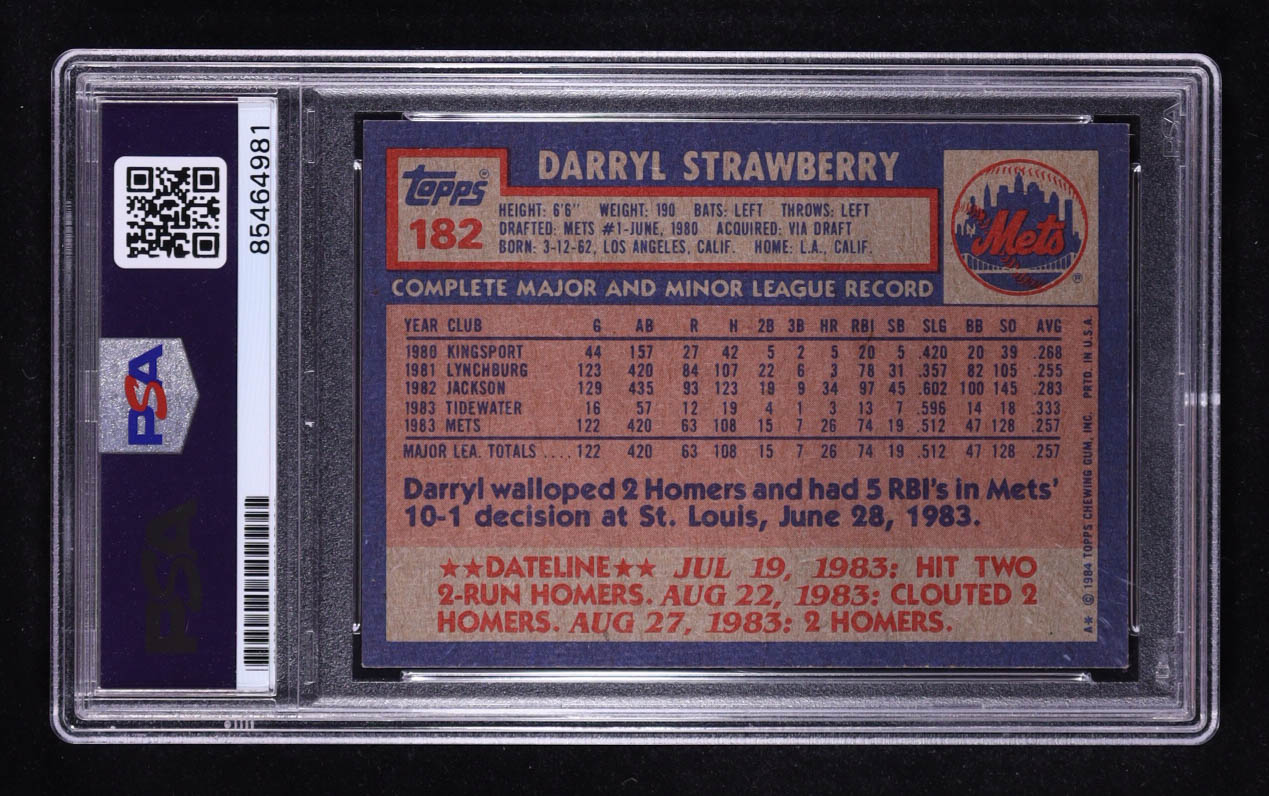 85464981
PSA
PSA
topps
182
DARRYL STRAWBERRY
HEIGHT: 6'6" WEIGHT: 190 BATS: LEFT THROWS: LEFT
DRAFTED: METS #1-JUNE, 1980 ACQUIRED: VIA DRAFT
BORN: 3-12-62, LOS ANGELES, CALIF. HOME: L.A., CALIF.
Mets
®
COMPLETE MAJOR AND MINOR LEAGUE RECORD
YEAR CLUB G AB R H 2B 3B HR RBI SB SLG BB SO AVG
1980 KINGSPORT 44 157 27 42 5 2 5 20 5 .420 20 39 .268
1981 LYNCHBURG 123 420 84 107 22 6 3 78 31 .357 82 105 .255
1982 JACKSON 129 435 93 123 19 9 34 97 45 .602 100 145 .283
1983 TIDEWATER 16 57 12 19 4 1 3 13 7 .596 14 18 .333
1983 METS 122 420 63 108 15 7 26 74 19 .512 47 128 .257
MAJOR LEA. TOTALS .... 122 420 63 108 15 7 26 74 19 .512 47 128 .257
Darryl walloped 2 Homers and had 5 RBI's in Mets'
10-1 decision at St. Louis, June 28, 1983.
★★DATELINE★★ JUL 19, 1983: HIT TWO
2-RUN HOMERS. AUG 22, 1983: CLOUTED 2
HOMERS. AUG 27, 1983: 2 HOMERS.
A* © 1984 TOPPS CHEWING GUM, INC. PRTD. IN U.S.A.